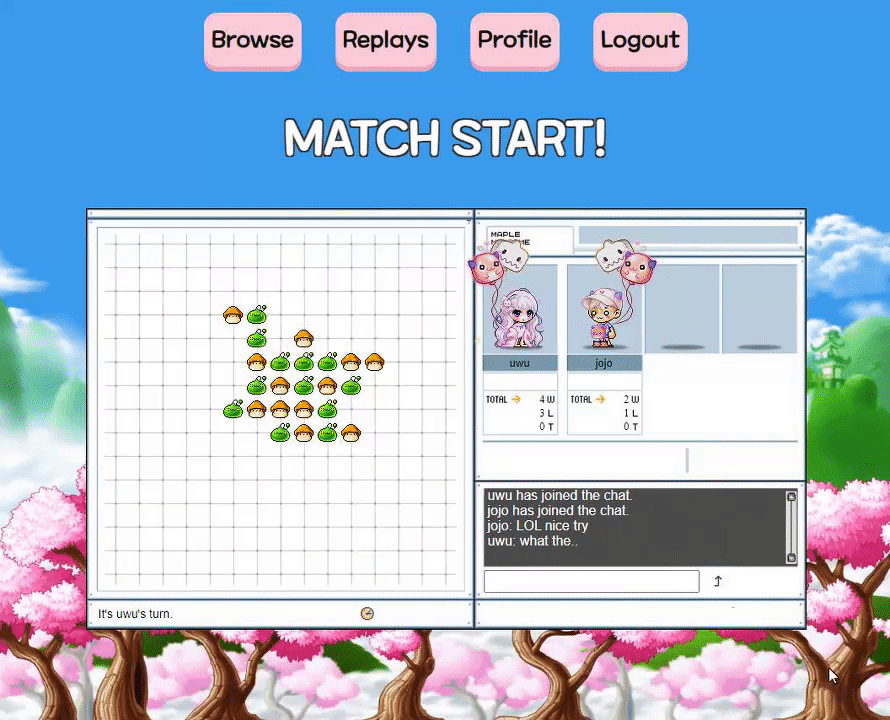 Browse Replays Profile Logout
MATCH START!
MAPLE
uwu jojo
TOTAL 4 W TOTAL 2 W
3 L 1 L
0 T 0 T
uwu has joined the chat.
jojo has joined the chat.
jojo: LOL nice try
uwu: what the..
It's uwu's turn.